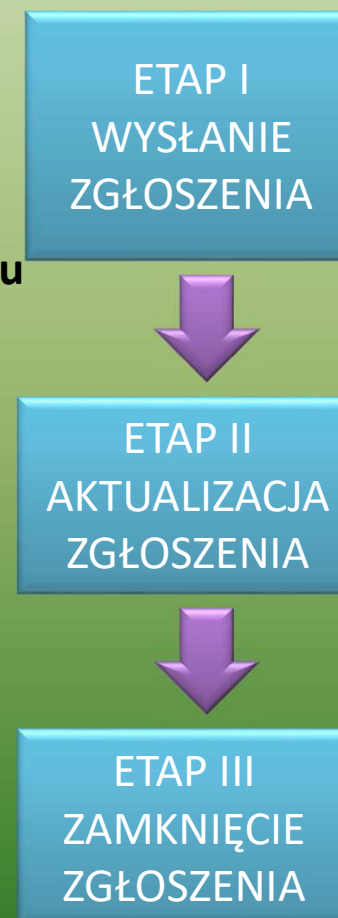 ETAP I
WYSŁANIE
ZGŁOSZENIA
u
ETAP II
AKTUALIZACJA
ZGŁOSZENIA
ETAP III
ZAMKNIĘCIE
ZGŁOSZENIA